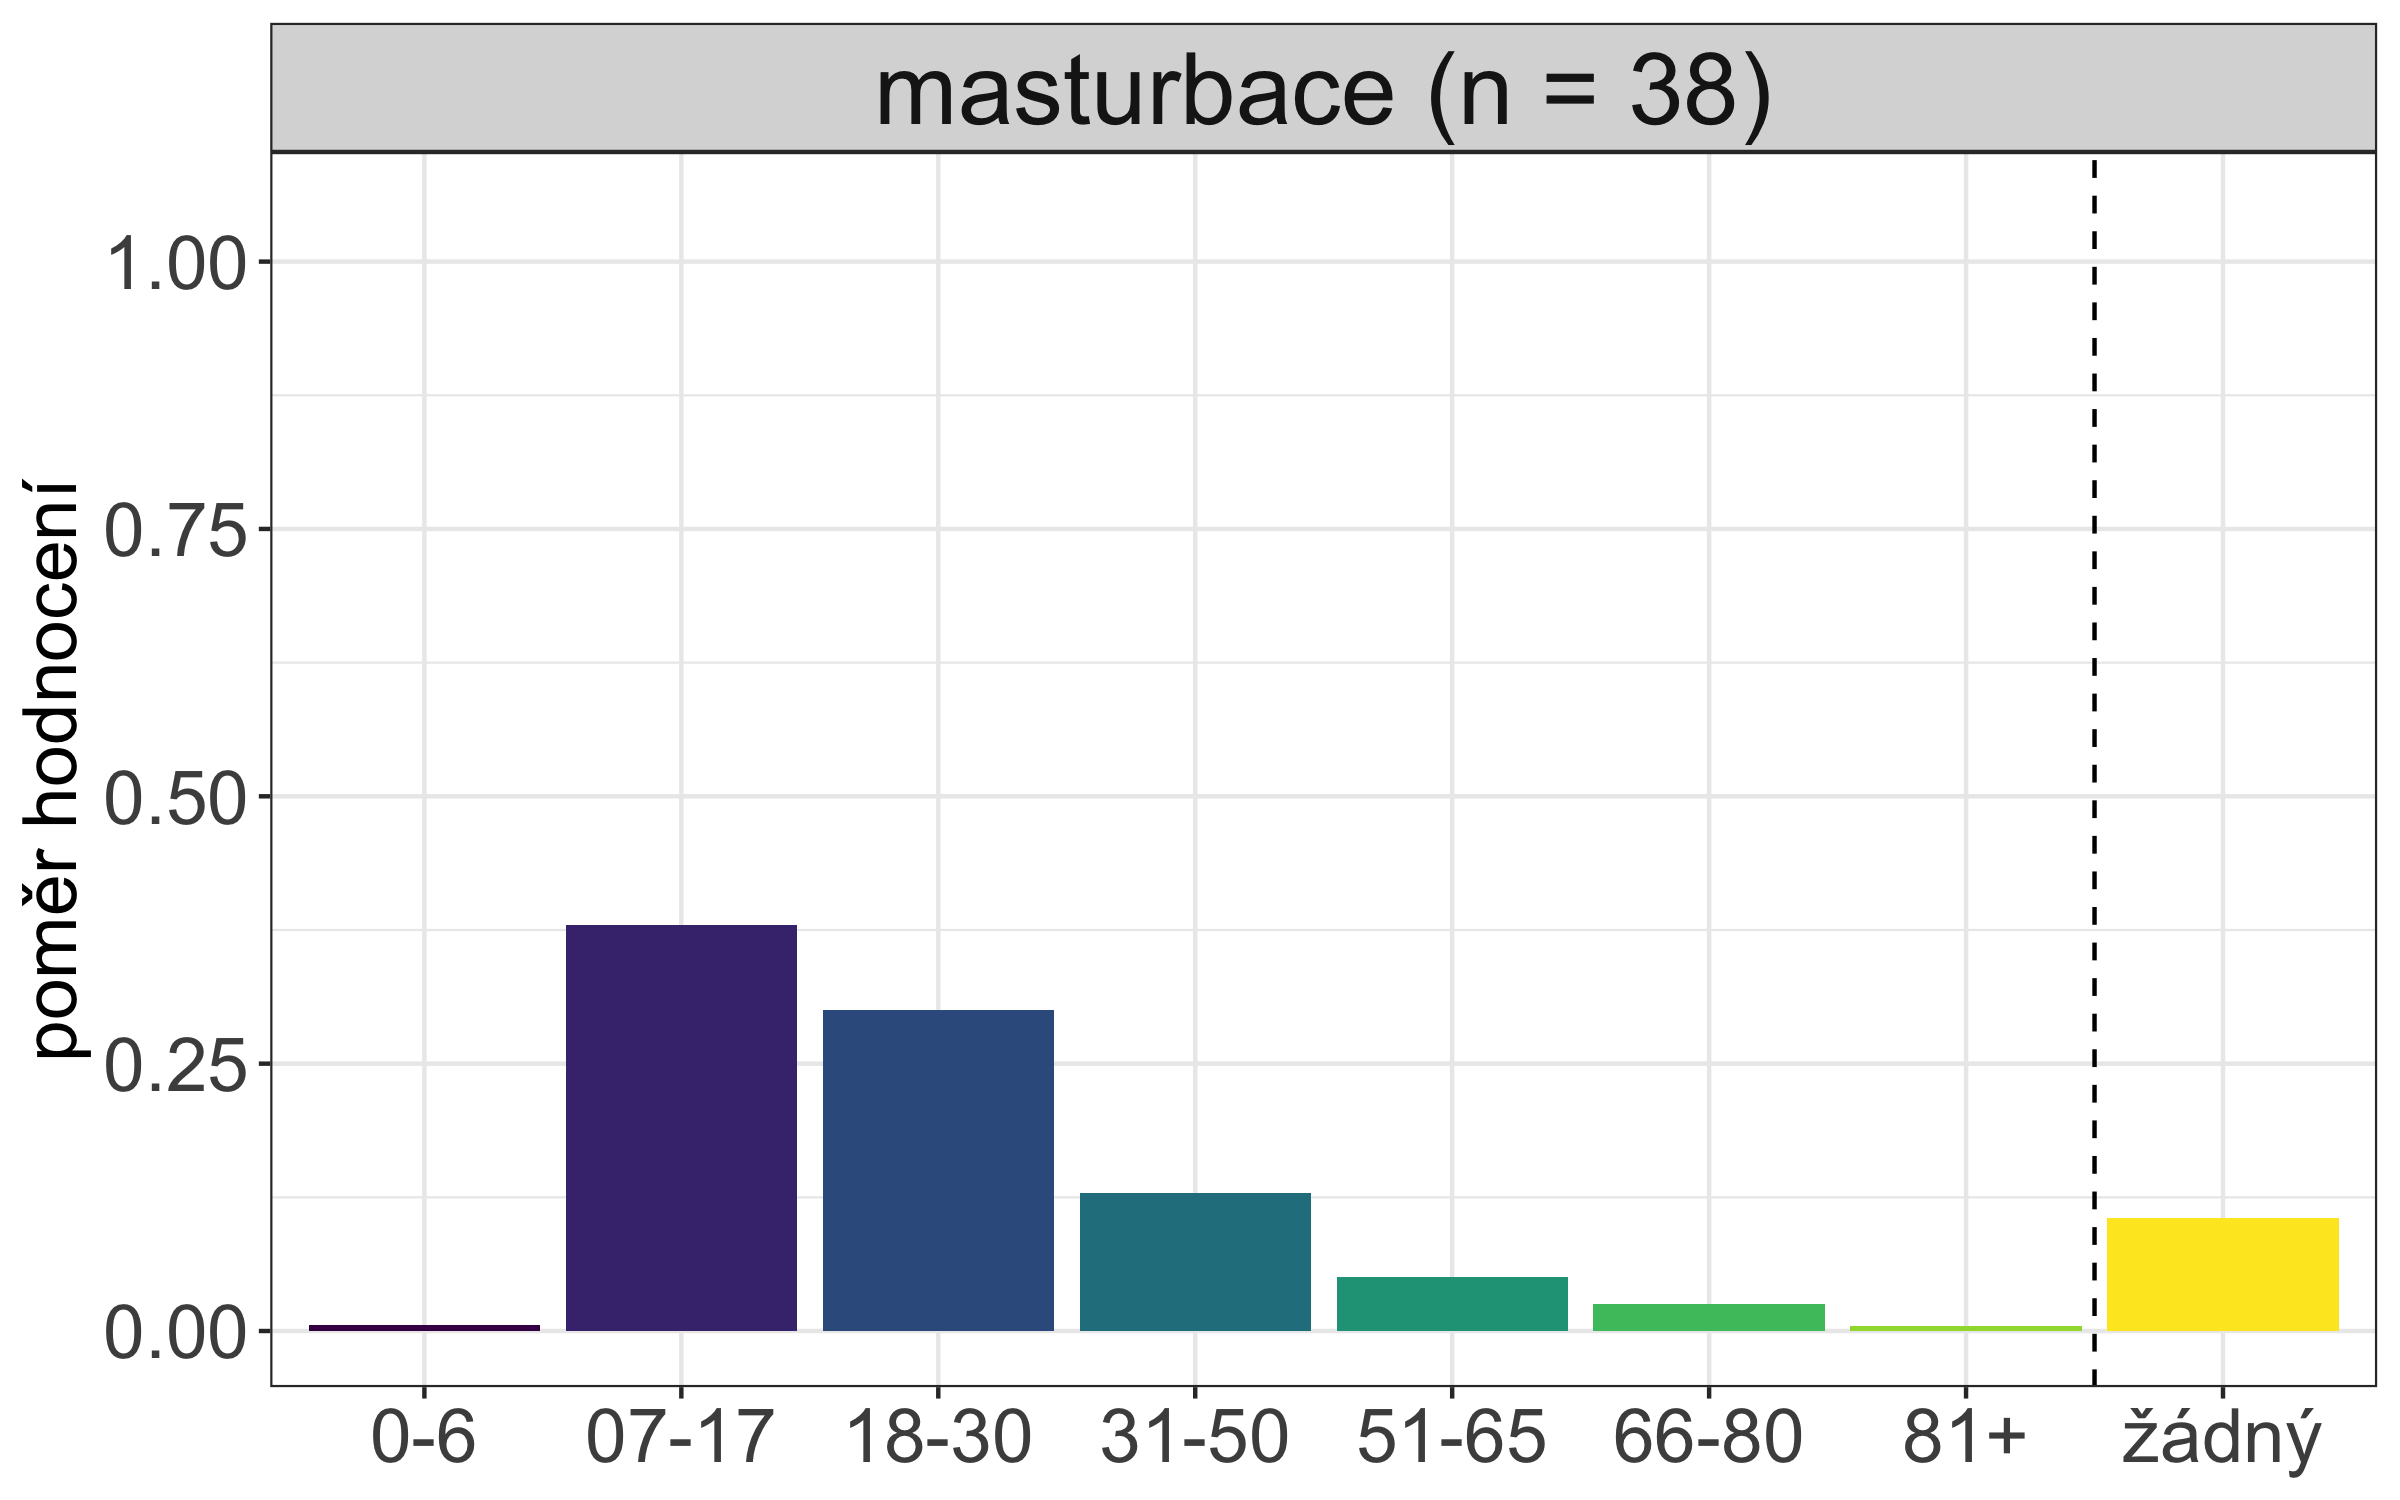 masturbace (n = 38)
poměr hodnocení
1.00
0.75
0.50
0.25
0.00
0-6 07-17 18-30 31-50 51-65 66-80 81+ žádný